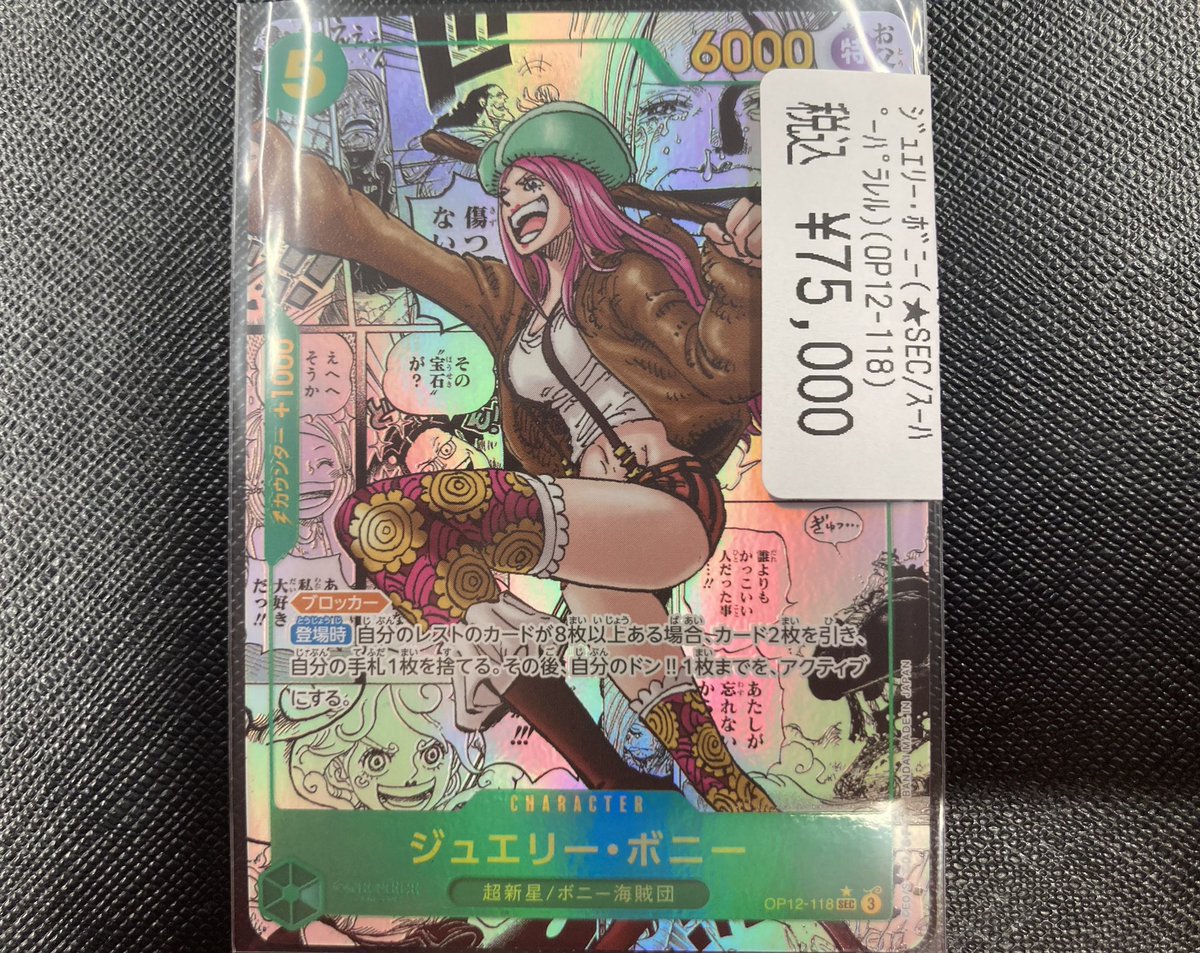 5
6000
特
傷つ
ない
その
"宝石"
が?
えへへ
そうか
カウンター +1000
ジュエリー・ボニー(★SEC/スーパ
ーパラレル)(OP12-118)
税込 ¥75,000
ぎゅっ…
誰よりも
かっこいい
人だった事
…!!
あたしが
忘れない
か
!!!
あ
私
大好き
だっ!!
ブロッカー
登場時 自分のレストのカードが8枚以上ある場合、カード2枚を引き、
自分の手札1枚を捨てる。その後、自分のドン!!1枚までを、アクティブ
にする。
CHARACTER
ジュエリー・ボニー
超新星/ボニー海賊団
OP12-118 SEC 3
BANDAI MADE IN JAPAN